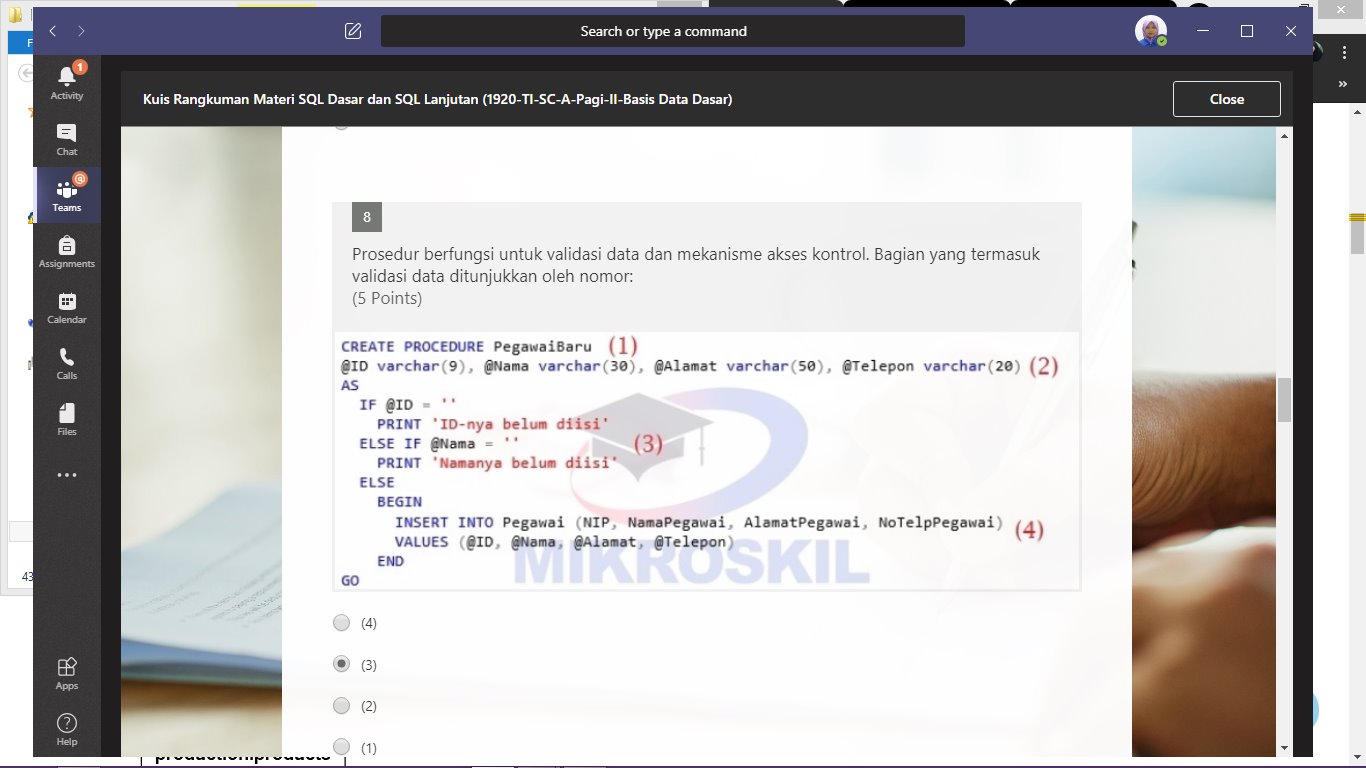 Search or type a command
1
Activity
Chat
Teams
Assignments
Calendar
Calls
Files
Apps
Help
Kuis Rangkuman Materi SQL Dasar dan SQL Lanjutan (1920-TI-SC-A-Pagi-II-Basis Data Dasar)
Close
8
Prosedur berfungsi untuk validasi data dan mekanisme akses kontrol. Bagian yang termasuk
validasi data ditunjukkan oleh nomor:
(5 Points)
CREATE PROCEDURE PegawaiBaru (1)
@ID varchar(9), @Nama varchar(30), @Alamat varchar(50), @Telepon varchar(20) (2)
AS
IF @ID = ''
PRINT 'ID-nya belum diisi'
ELSE IF @Nama = '' (3)
PRINT 'Namanya belum diisi'
ELSE
BEGIN
INSERT INTO Pegawai (NIP, NamaPegawai, AlamatPegawai, NoTelpPegawai) (4)
VALUES (@ID, @Nama, @Alamat, @Telepon)
END
GO
MIKROSKIL
(4)
(3)
(2)
(1)
43